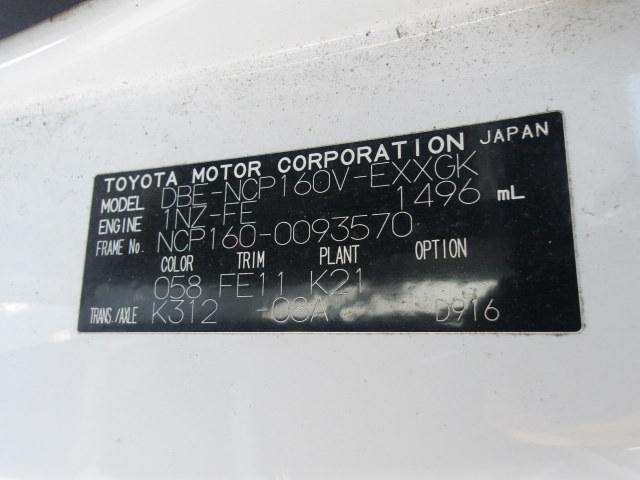 TOYOTA MOTOR CORPORATION JAPAN
MODEL DBE-NCP160V-EXXGK
ENGINE 1NZ-FE 1496 mL
FRAME No. NCP160-0093570
COLOR TRIM PLANT OPTION
058 FE11 K21
TRANS./AXLE K312 -03A D916